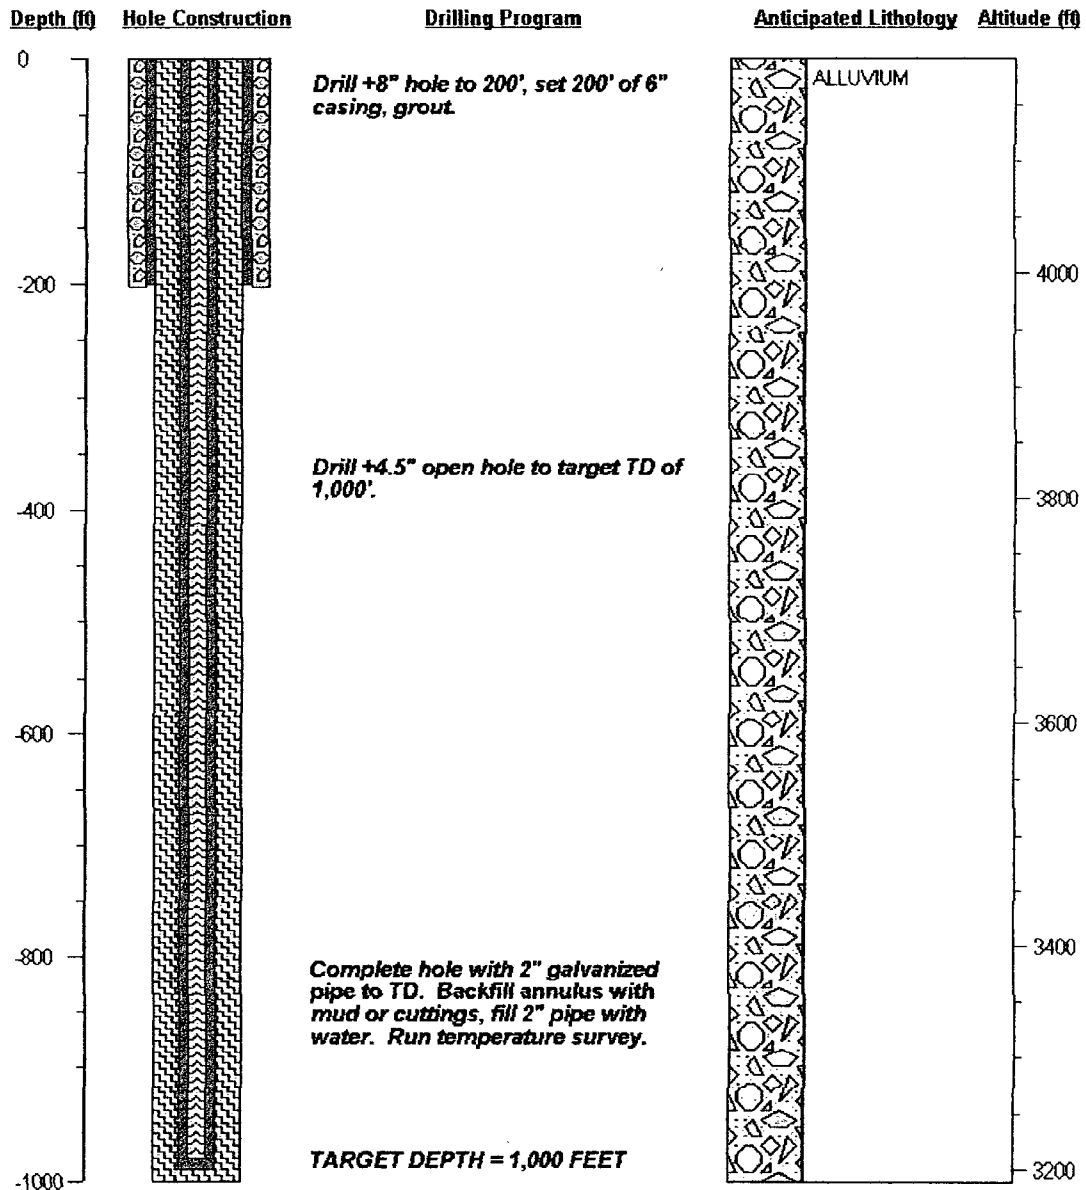 Depth (ft) Hole Construction Drilling Program Anticipated Lithology Altitude (ft)
0
Drill +8" hole to 200', set 200' of 6"
casing, grout.
ALLUVIUM
-200
4000
Drill +4.5" open hole to target TD of
1,000'.
-400
3800
-600
3600
-800
3400
Complete hole with 2" galvanized
pipe to TD. Backfill annulus with
mud or cuttings, fill 2" pipe with
water. Run temperature survey.
TARGET DEPTH = 1,000 FEET
3200
-1000